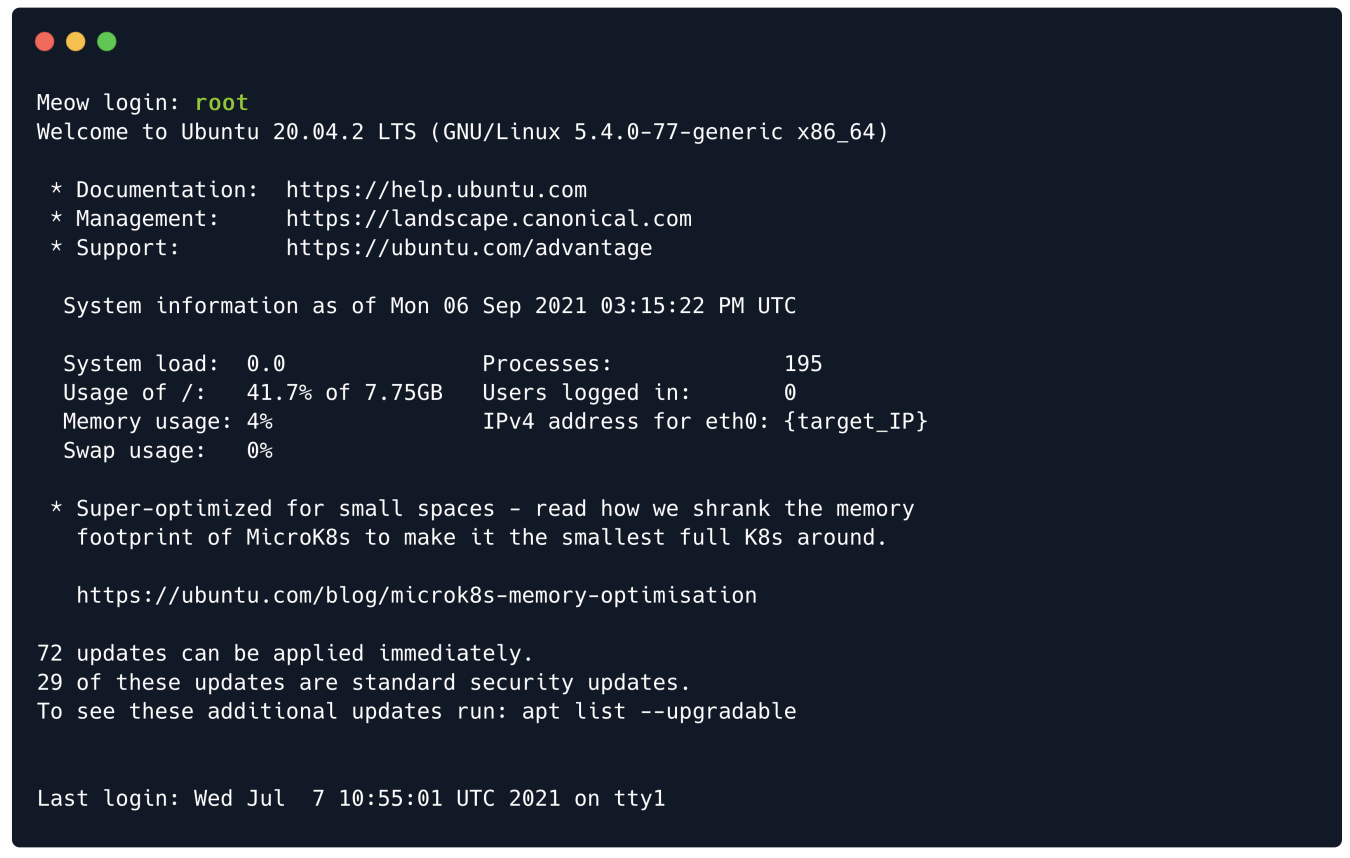 Meow login: root
Welcome to Ubuntu 20.04.2 LTS (GNU/Linux 5.4.0-77-generic x86_64)
* Documentation:  https://help.ubuntu.com
* Management:     https://landscape.canonical.com
* Support:        https://ubuntu.com/advantage
System information as of Mon 06 Sep 2021 03:15:22 PM UTC
System load:  0.0               Processes:             195
Usage of /:   41.7% of 7.75GB   Users logged in:       0
Memory usage: 4%                IPv4 address for eth0: {target_IP}
Swap usage:   0%
* Super-optimized for small spaces - read how we shrank the memory
footprint of MicroK8s to make it the smallest full K8s around.
https://ubuntu.com/blog/microk8s-memory-optimisation
72 updates can be applied immediately.
29 of these updates are standard security updates.
To see these additional updates run: apt list --upgradable
Last login: Wed Jul  7 10:55:01 UTC 2021 on tty1